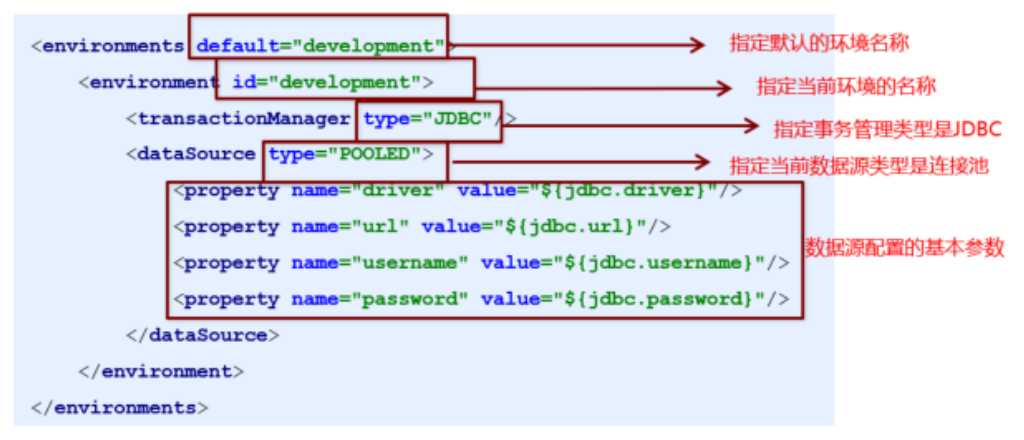 <environments default="development">
指定默认的环境名称
<environment id="development">
指定当前环境的名称
<transactionManager type="JDBC"/>
指定事务管理类型是JDBC
<dataSource type="POOLED">
指定当前数据源类型是连接池
<property name="driver" value="${jdbc.driver}"/>
<property name="url" value="${jdbc.url}"/>
数据源配置的基本参数
<property name="username" value="${jdbc.username}"/>
<property name="password" value="${jdbc.password}"/>
</dataSource>
</environment>
</environments>